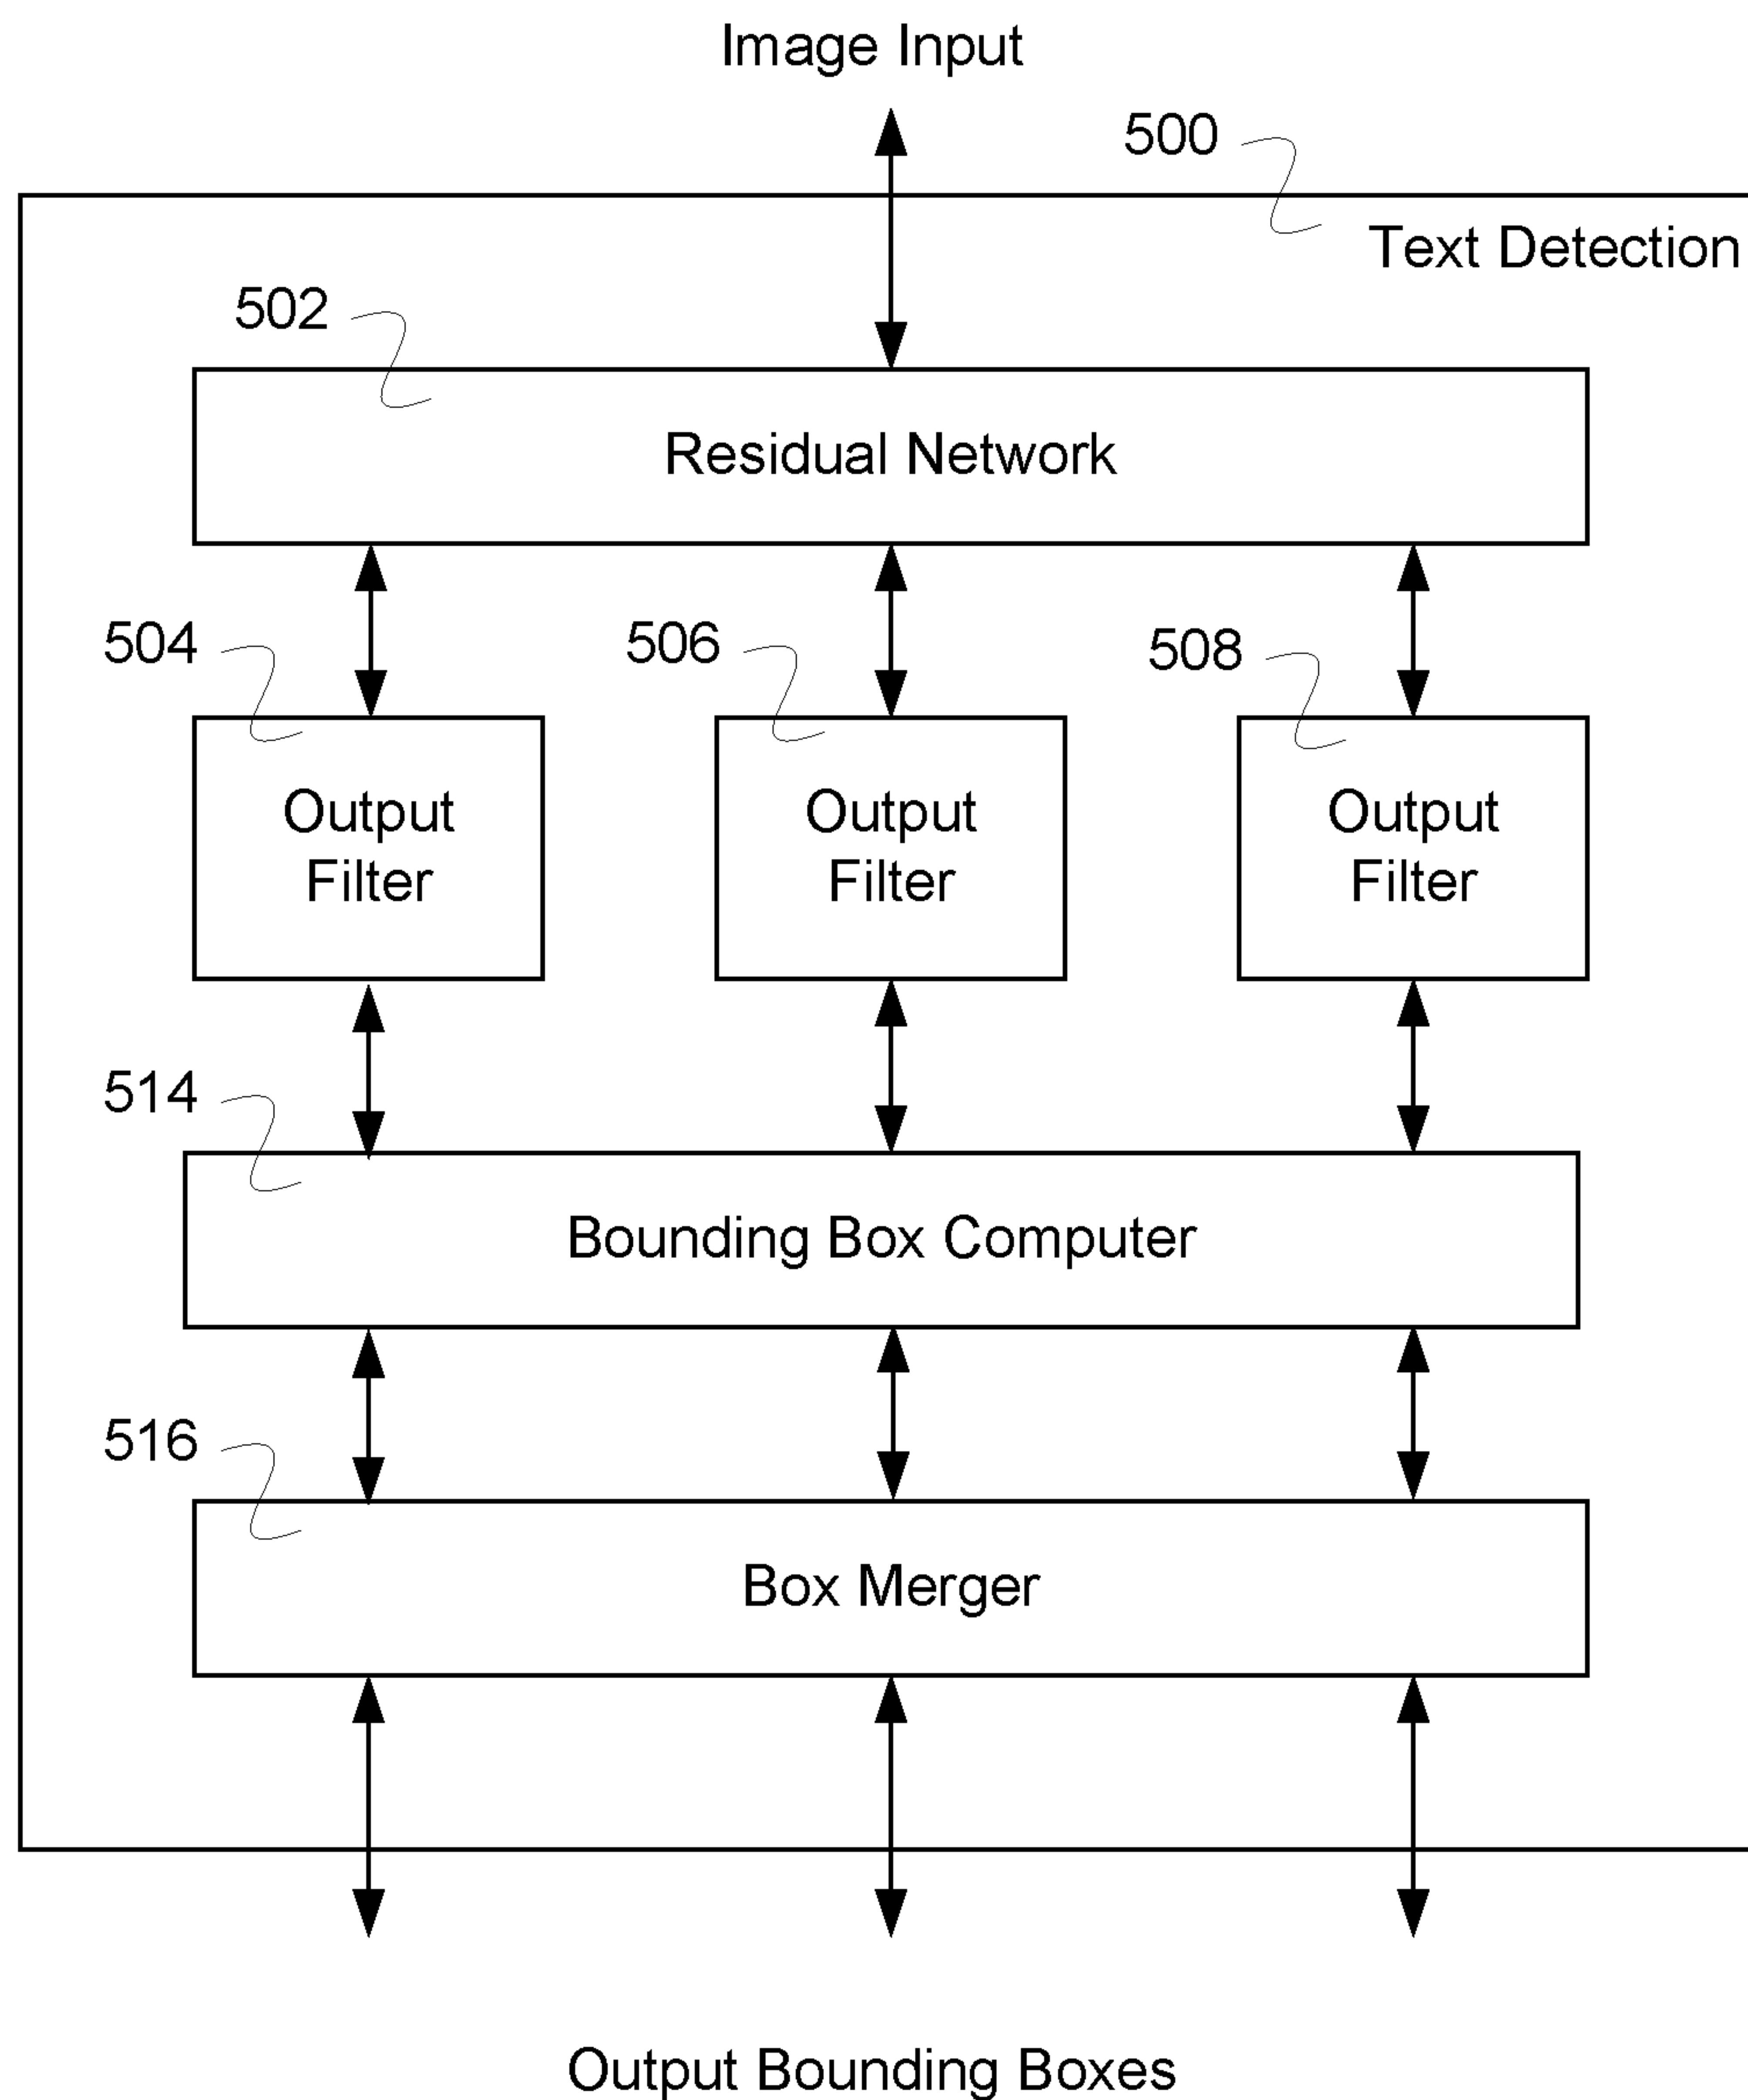 Image Input
500
Text Detection
502
Residual Network
504
506
508
Output
Filter
Output
Filter
Output
Filter
514
Bounding Box Computer
516
Box Merger
Output Bounding Boxes